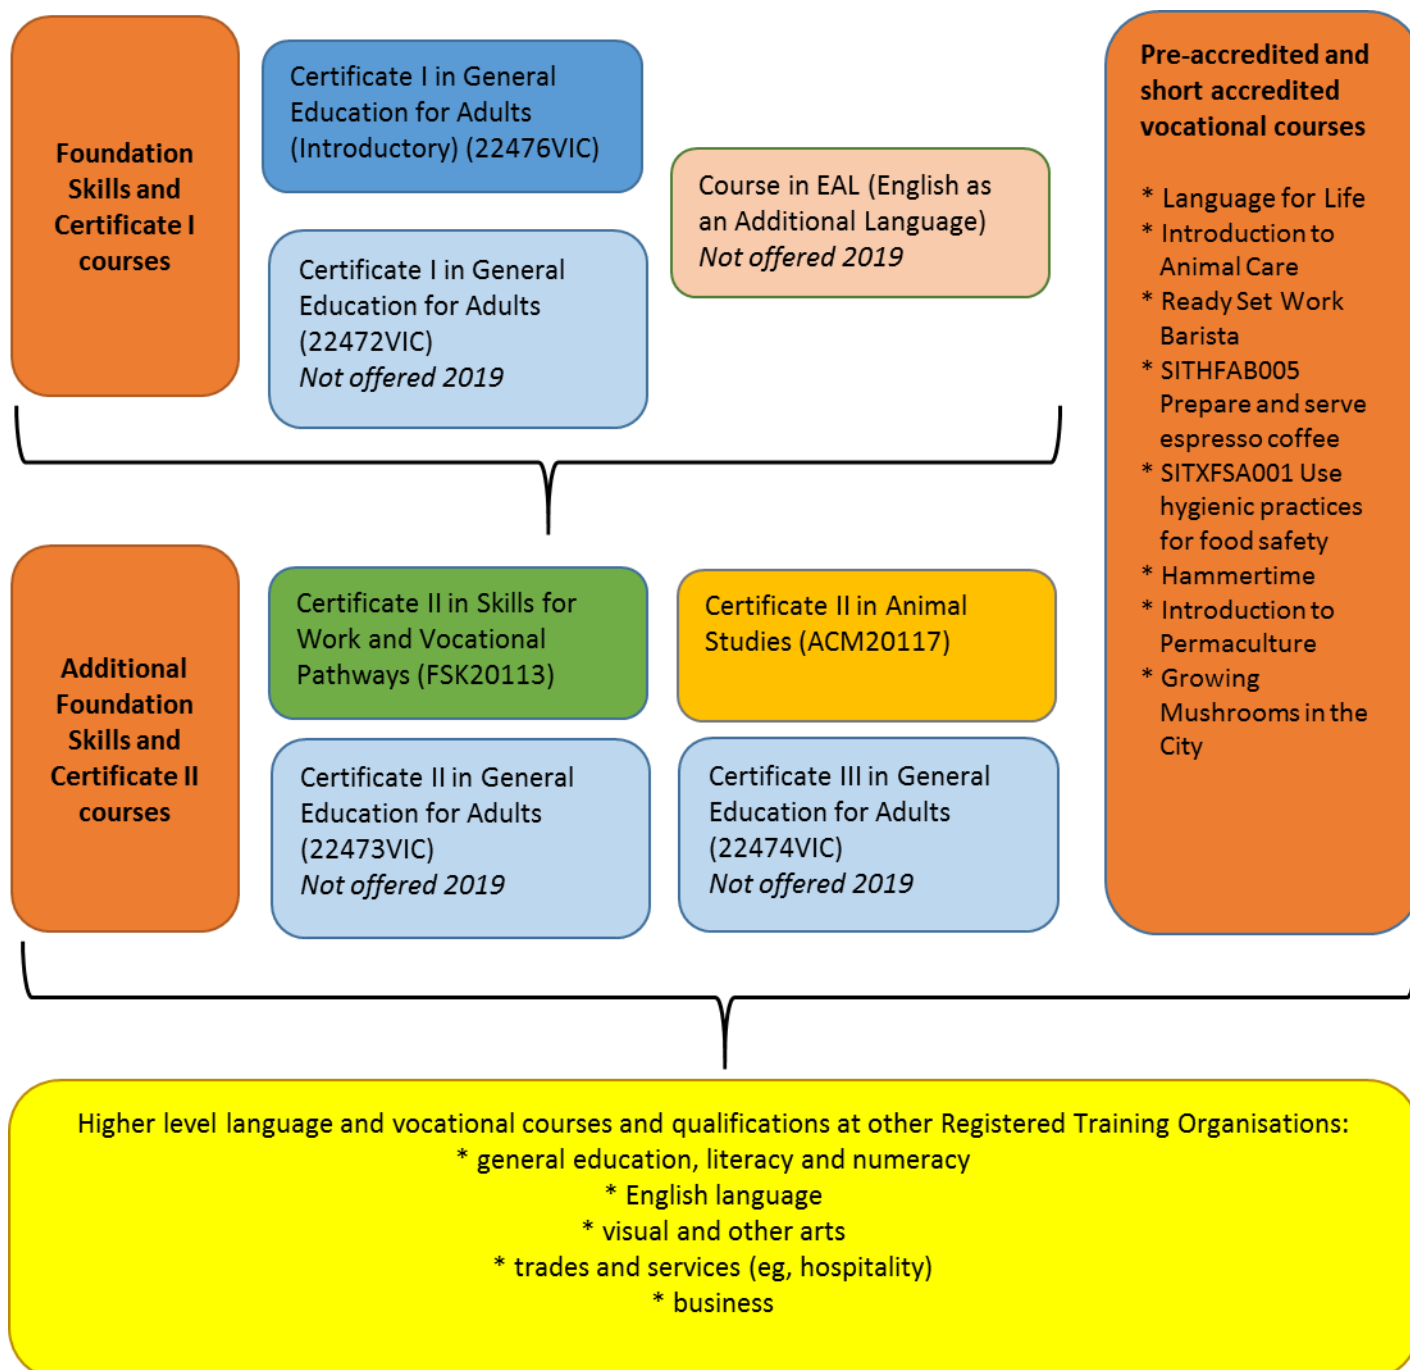 Foundation
Skills and
Certificate I
courses
Certificate I in General
Education for Adults
(Introductory) (22476VIC)
Certificate I in General
Education for Adults
(22472VIC)
Not offered 2019
Course in EAL (English as
an Additional Language)
Not offered 2019
Pre-accredited and
short accredited
vocational courses
* Language for Life
* Introduction to
Animal Care
* Ready Set Work
Barista
* SITHFAB005
Prepare and serve
espresso coffee
* SITXFSA001 Use
hygienic practices
for food safety
* Hammertime
* Introduction to
Permaculture
* Growing
Mushrooms in the
City
Additional
Foundation
Skills and
Certificate II
courses
Certificate II in Skills for
Work and Vocational
Pathways (FSK20113)
Certificate II in Animal
Studies (ACM20117)
Certificate II in General
Education for Adults
(22473VIC)
Not offered 2019
Certificate III in General
Education for Adults
(22474VIC)
Not offered 2019
Higher level language and vocational courses and qualifications at other Registered Training Organisations:
* general education, literacy and numeracy
* English language
* visual and other arts
* trades and services (eg, hospitality)
* business